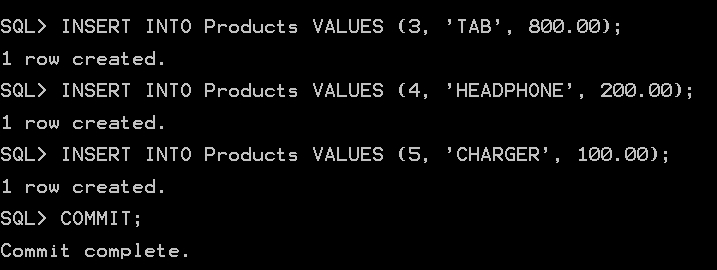 SQL> INSERT INTO Products VALUES (3, 'TAB', 800.00);
1 row created.
SQL> INSERT INTO Products VALUES (4, 'HEADPHONE', 200.00);
1 row created.
SQL> INSERT INTO Products VALUES (5, 'CHARGER', 100.00);
1 row created.
SQL> COMMIT;
Commit complete.